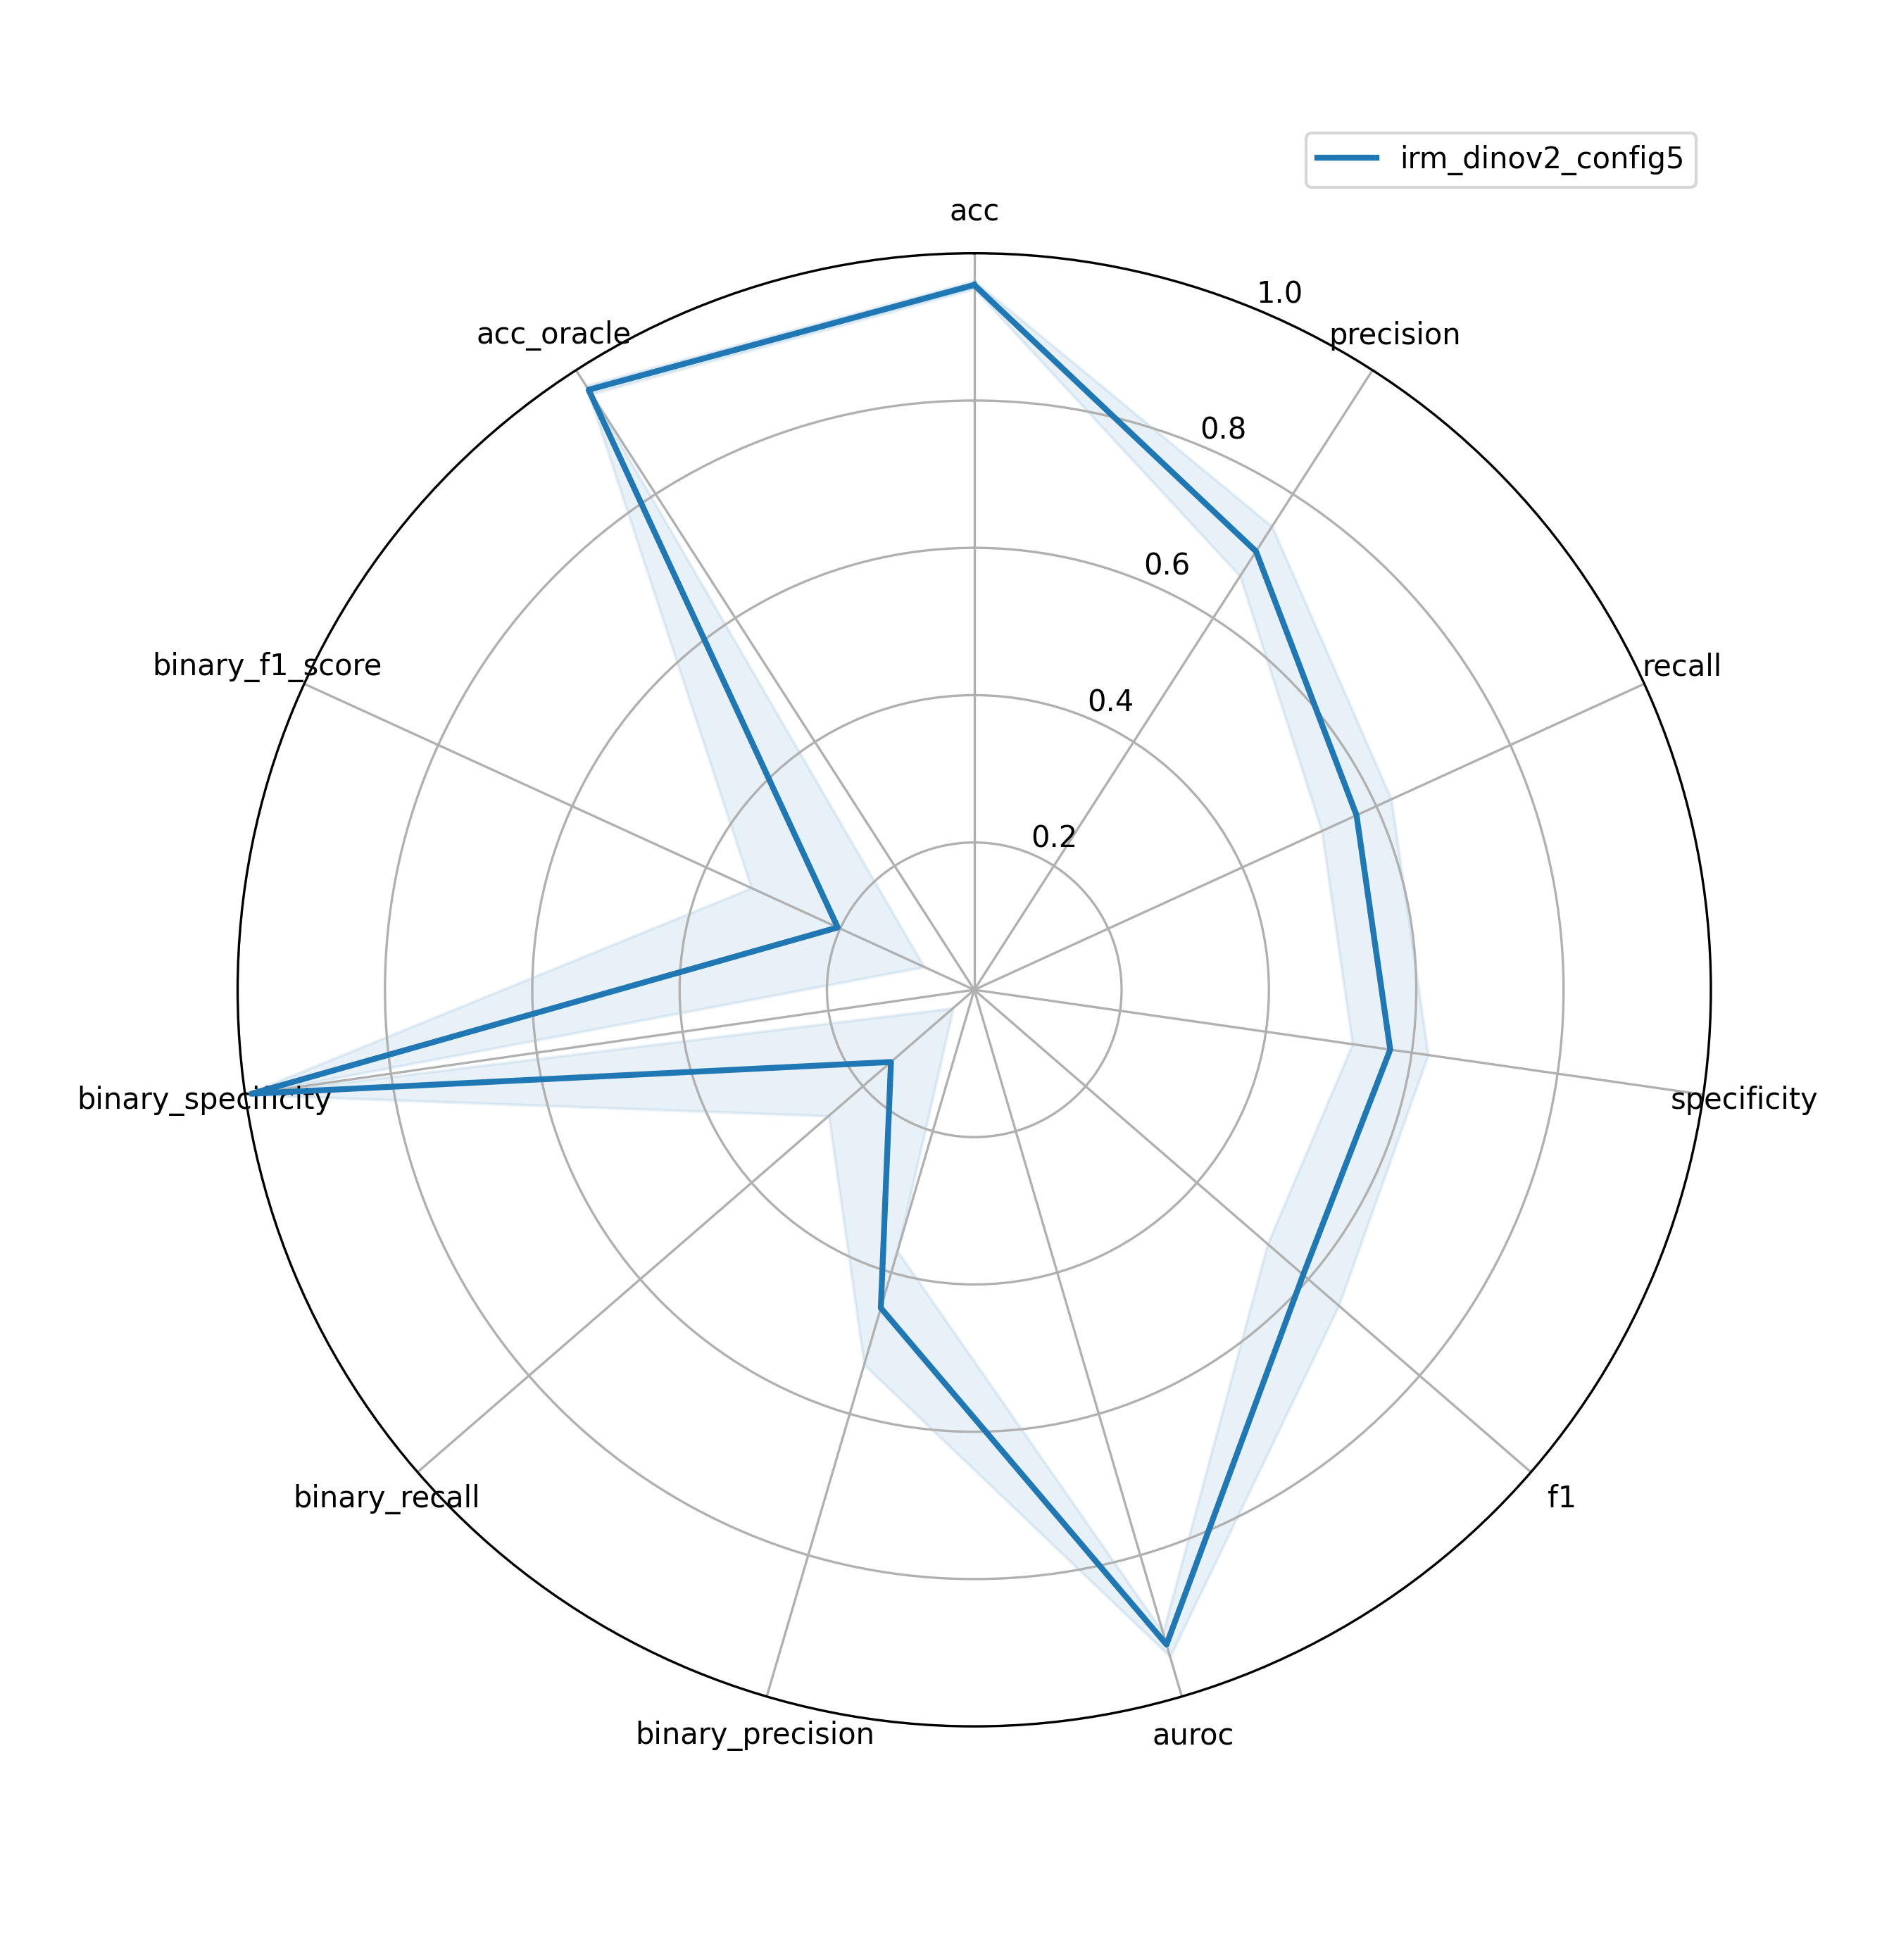 irm_dinov2_config5
acc
1.0
acc_oracle
precision
0.8
0.6
binary_f1_score
recall
0.4
0.2
binary_specificity
specificity
binary_recall
f1
binary_precision
auroc